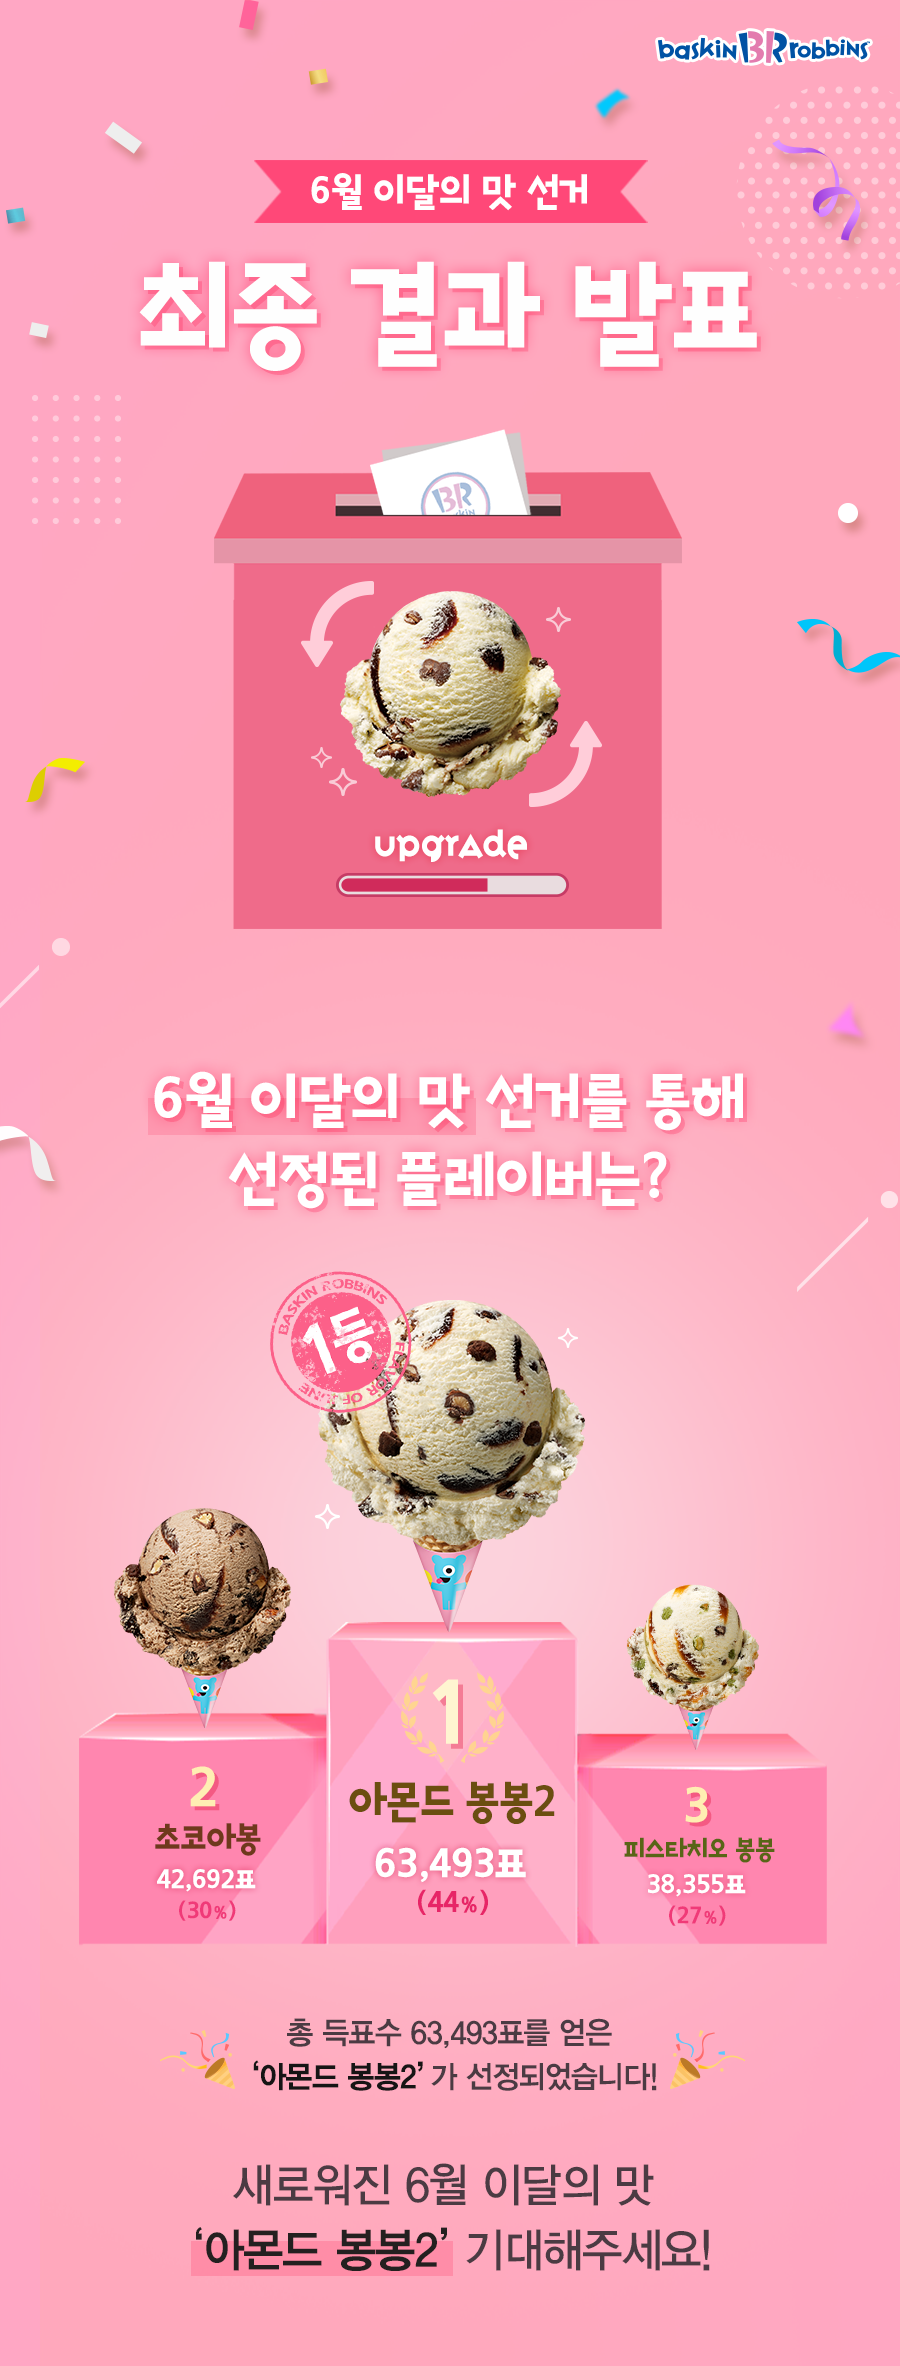 baskin BR robbins
6월 이달의 맛 선거
최종 결과 발표
BR
upgrade
6월 이달의 맛 선거를 통해
선정된 플레이버는?
BASKIN ROBBINS
1등
FLAVOR OF JUNE
1
아몬드 봉봉2
63,493표
(44%)
2
초코아봉
42,692표
(30%)
3
피스타치오 봉봉
38,355표
(27%)
총 득표수 63,493표를 얻은
‘아몬드 봉봉2’ 가 선정되었습니다!
새로워진 6월 이달의 맛
‘아몬드 봉봉2’ 기대해주세요!